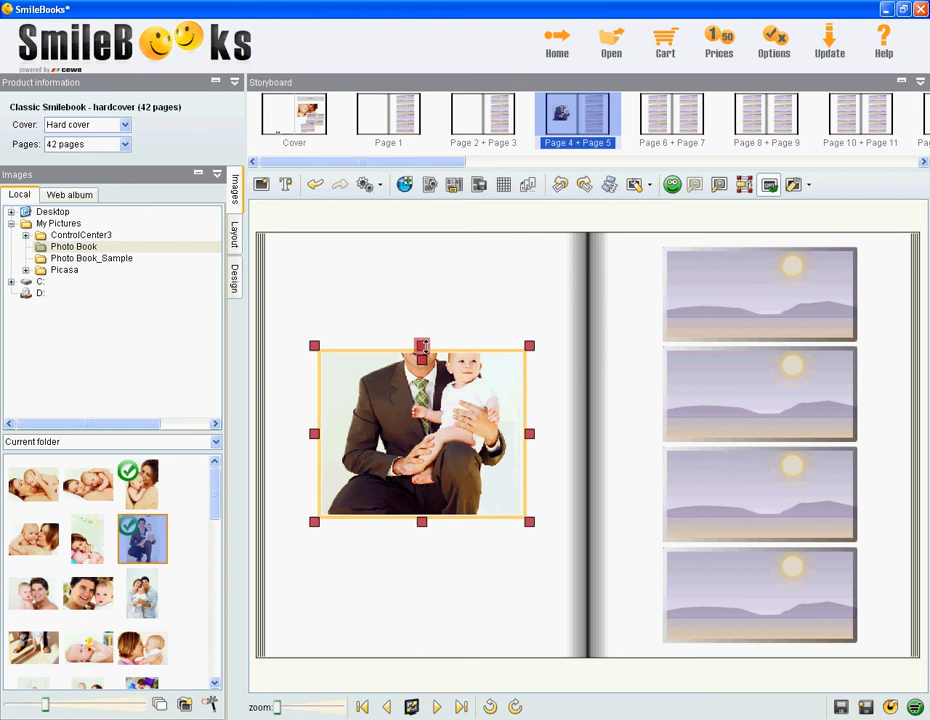 SmileBooks*
SmileB ks
powered by cewe
Home
Open
Cart
1 50
Prices
Options
Update
Help
Product information
Storyboard
Classic Smilebook - hardcover (42 pages)
Cover: Hard cover
Pages: 42 pages
Cover
Page 1
Page 2 + Page 3
Page 4 + Page 5
Page 6 + Page 7
Page 8 + Page 9
Page 10 + Page 11
Pa
Images
Local
Web album
Desktop
My Pictures
ControlCenter3
Photo Book
Photo Book_Sample
Picasa
C:
D:
Images
Layout
Design
Current folder
zoom: